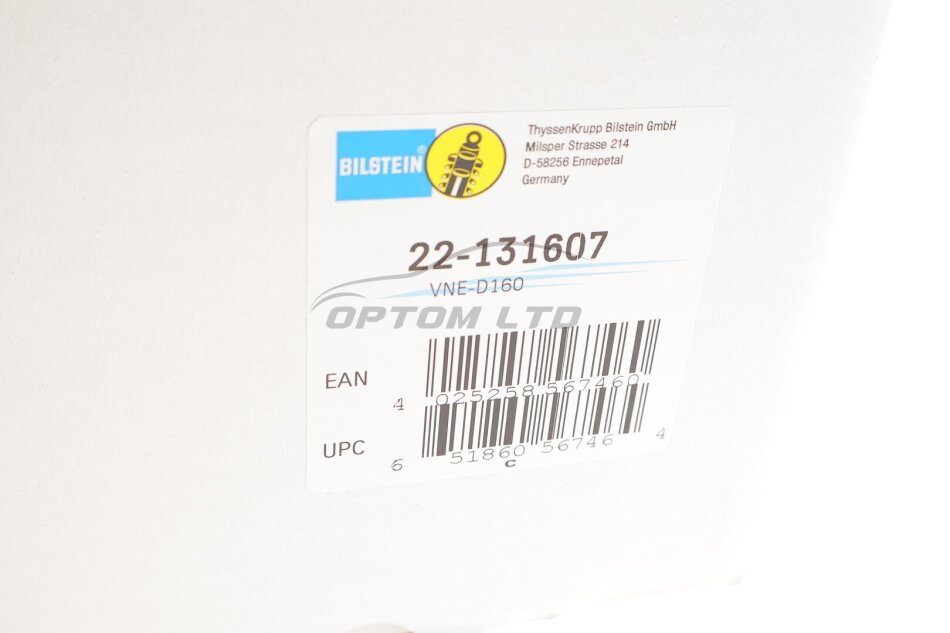 BILSTEIN®
ThyssenKrupp Bilstein GmbH
Milsper Strasse 214
D-58256 Ennepetal
Germany
22-131607
VNE-D160
OPTOM LTD
EAN
4 025258 567460
UPC
6 51860 56746 4
C